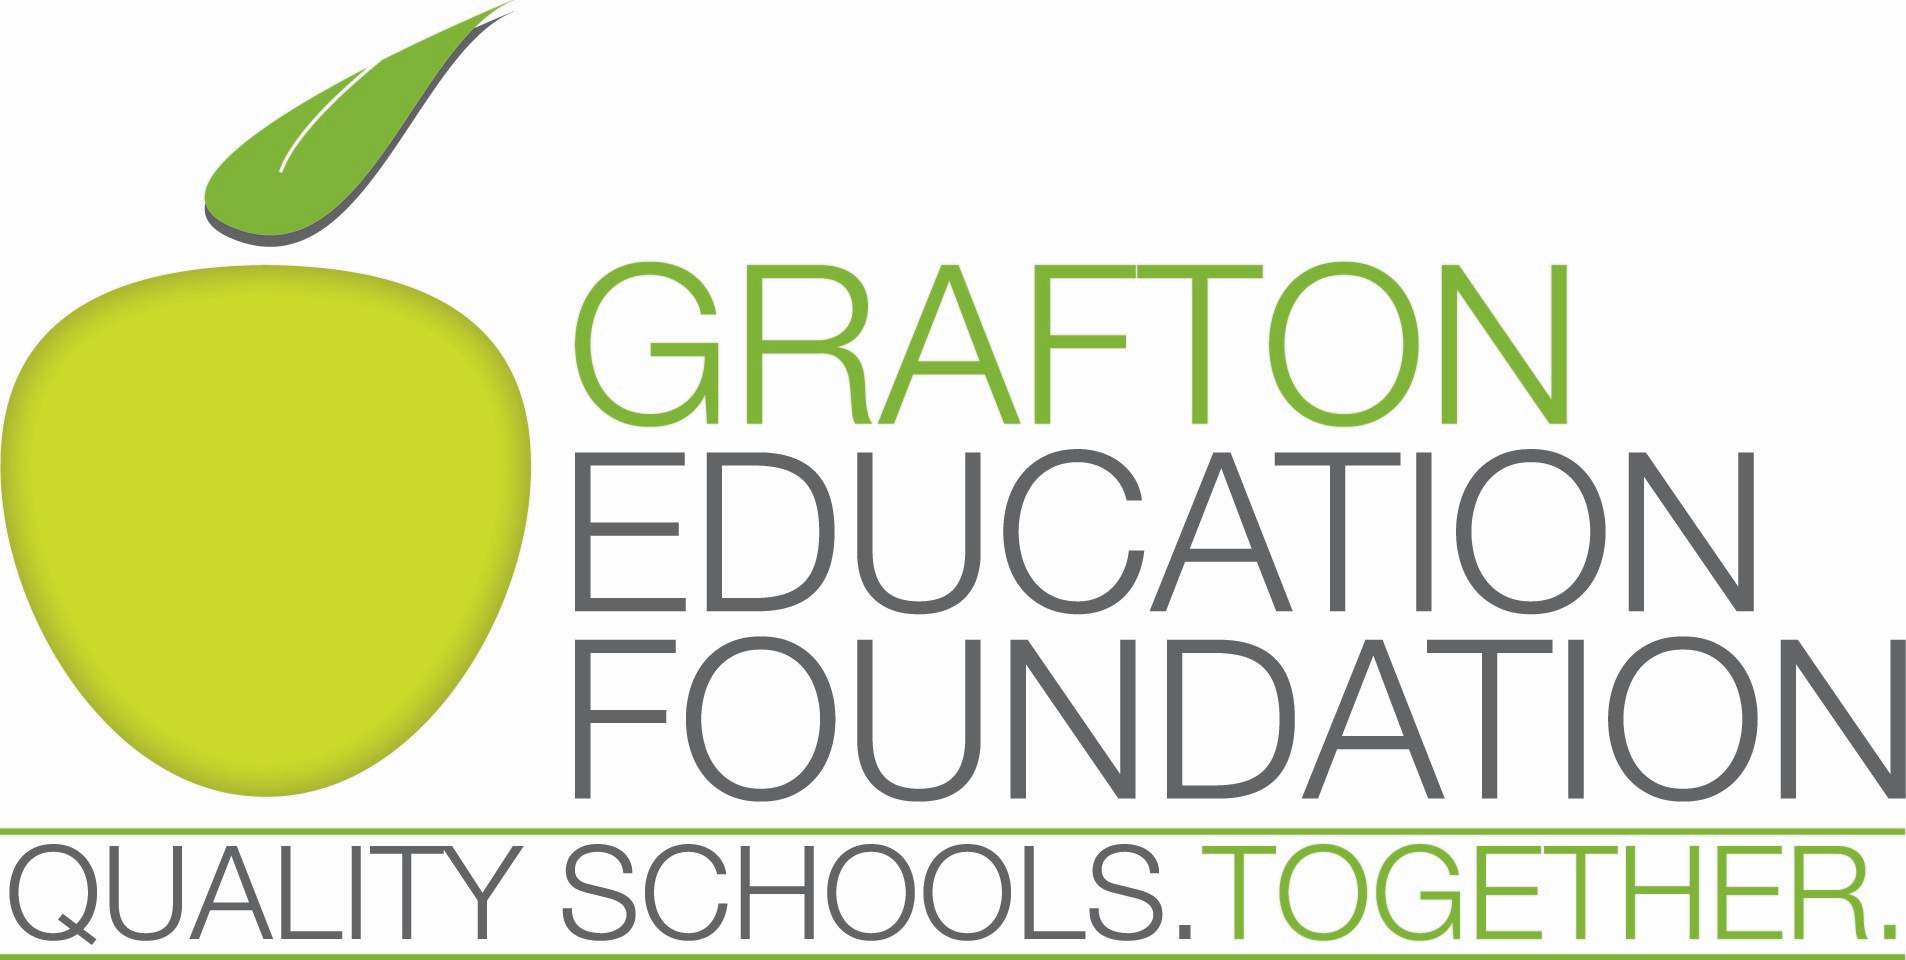 GRAFTON
EDUCATION
FOUNDATION
QUALITY SCHOOLS.TOGETHER.